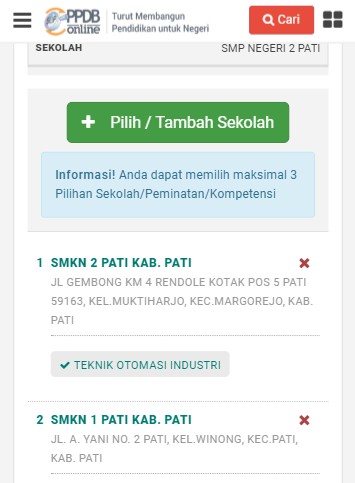 PPDB
online
Turut Membangun
Pendidikan untuk Negeri
Cari
SEKOLAH SMP NEGERI 2 PATI
+ Pilih / Tambah Sekolah
Informasi! Anda dapat memilih maksimal 3
Pilihan Sekolah/Peminatan/Kompetensi
1 SMKN 2 PATI KAB. PATI
JL GEMBONG KM 4 RENDOLE KOTAK POS 5 PATI
59163, KEL.MUKTIHARJO, KEC.MARGOREJO, KAB.
PATI
TEKNIK OTOMASI INDUSTRI
2 SMKN 1 PATI KAB. PATI
JL. A. YANI NO. 2 PATI, KEL.WINONG, KEC.PATI,
KAB. PATI